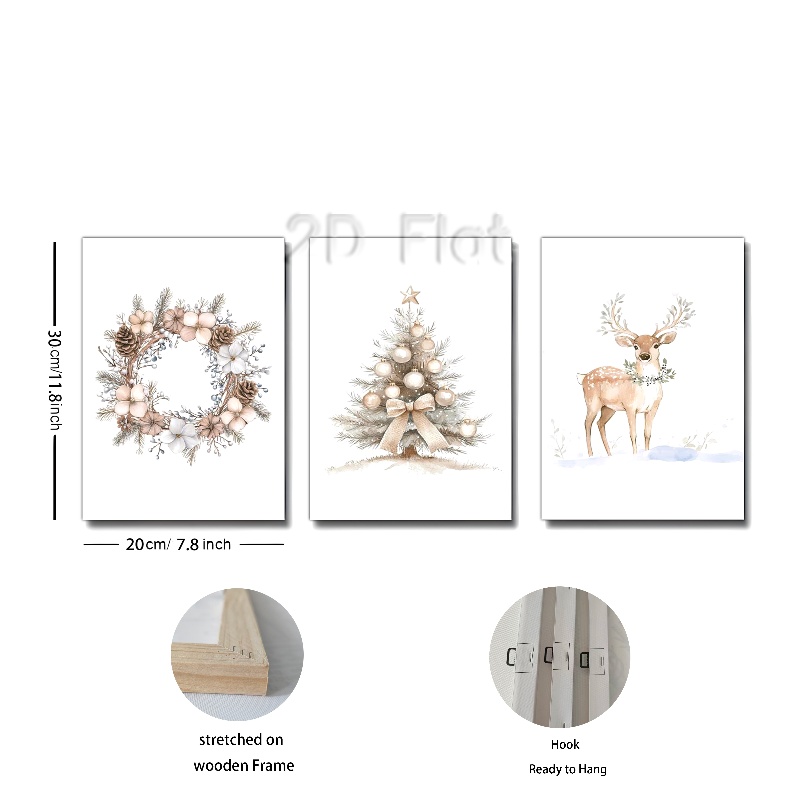 2D Flat
30cm/11.8inch
20cm/ 7.8 inch
stretched on
wooden Frame
Hook
Ready to Hang